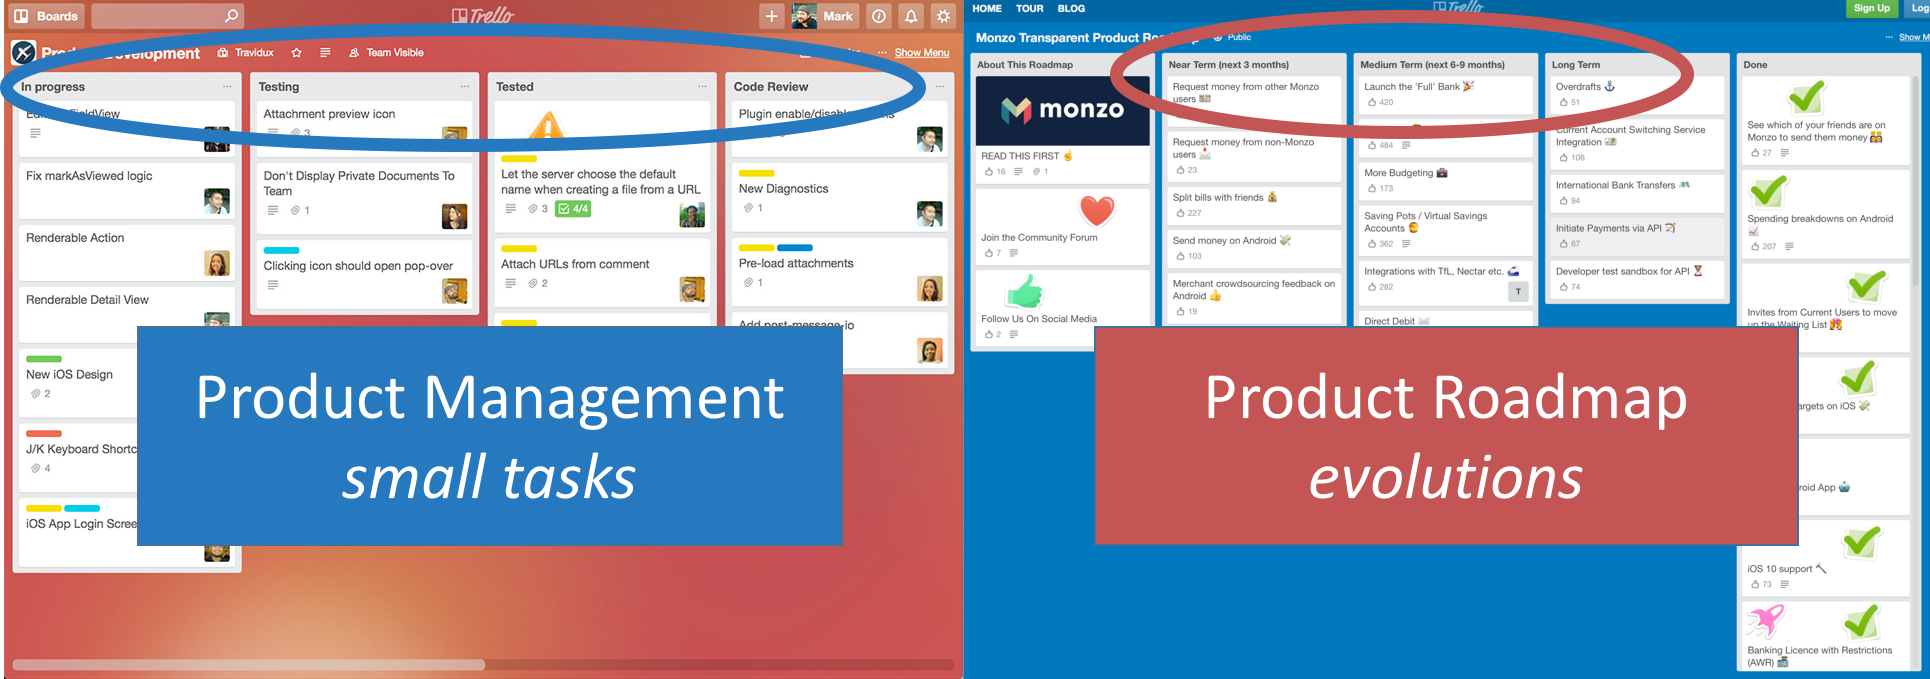 Boards
Trello
Mark
Development
Travidux
Team Visible
Show Menu
In progress
FieldView
Fix markAsViewed logic
Renderable Action
Renderable Detail View
New iOS Design
2
J/K Keyboard Shortc
4
iOS App Login Scree
Testing
Attachment preview icon
3
Don't Display Private Documents To
Team
1
Clicking icon should open pop-over
Tested
Let the server choose the default
name when creating a file from a URL
3 4/4
Attach URLs from comment
2
Code Review
Plugin enable/disab
New Diagnostics
1
Pre-load attachments
1
Add post-message-io
Product Management
small tasks
HOME TOUR BLOG
Trello
Sign Up Log
Monzo Transparent Product Ro
Public
Show M
About This Roadmap
monzo
READ THIS FIRST
16 1
Join the Community Forum
7
Follow Us On Social Media
2
Near Term (next 3 months)
Request money from other Monzo
users
Request money from non-Monzo
users
23
Split bills with friends
227
Send money on Android
103
Merchant crowdsourcing feedback on
Android
19
Medium Term (next 6-9 months)
Launch the 'Full' Bank
420
484
More Budgeting
173
Saving Pots / Virtual Savings
Accounts
362
Integrations with TfL, Nectar etc.
282
T
Direct Debit
Long Term
Overdrafts
51
Current Account Switching Service
Integration
106
International Bank Transfers
94
Initiate Payments via API
67
Developer test sandbox for API
74
Done
See which of your friends are on
Monzo to send them money
27
Spending breakdowns on Android
207
Invites from Current Users to move
up the Waiting List
argets on iOS
roid App
iOS 10 support
73
Banking Licence with Restrictions
(AWR)
Product Roadmap
evolutions